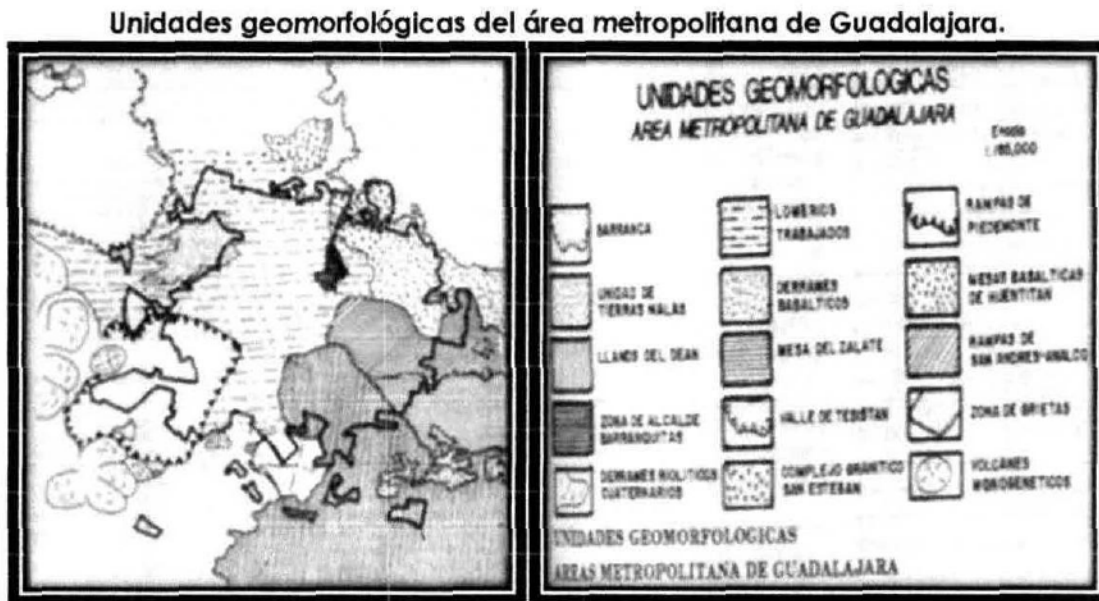 Unidades geomorfológicas del área metropolitana de Guadalajara.
UNIDADES GEOMORFOLOGICAS
AREA METROPOLITANA DE GUADALAJARA
BARRANCA
LOMERIOS
TRABAJADOS
RAMPAS DE
PIEDEMONTE
UNIDAD DE
TIERRAS MALAS
DERRAMES
BASALTICOS
MESAS BASALTICAS
DE HUENTITAN
LLANOS DEL DEAN
MESA DEL ZALATE
RAMPAS DE
SAN ANDRES-ANALCO
ZONA DE ALCALDE
BARRANQUITAS
VALLE DE TESISTAN
ZONA DE GRIETAS
DERRAMES RIOLITICOS
CUATERNARIOS
COMPLEJO GRANITICO
SAN ESTEBAN
VOLCANES
MONOGENETICOS
UNIDADES GEOMORFOLOGICAS
AREAS METROPOLITANA DE GUADALAJARA